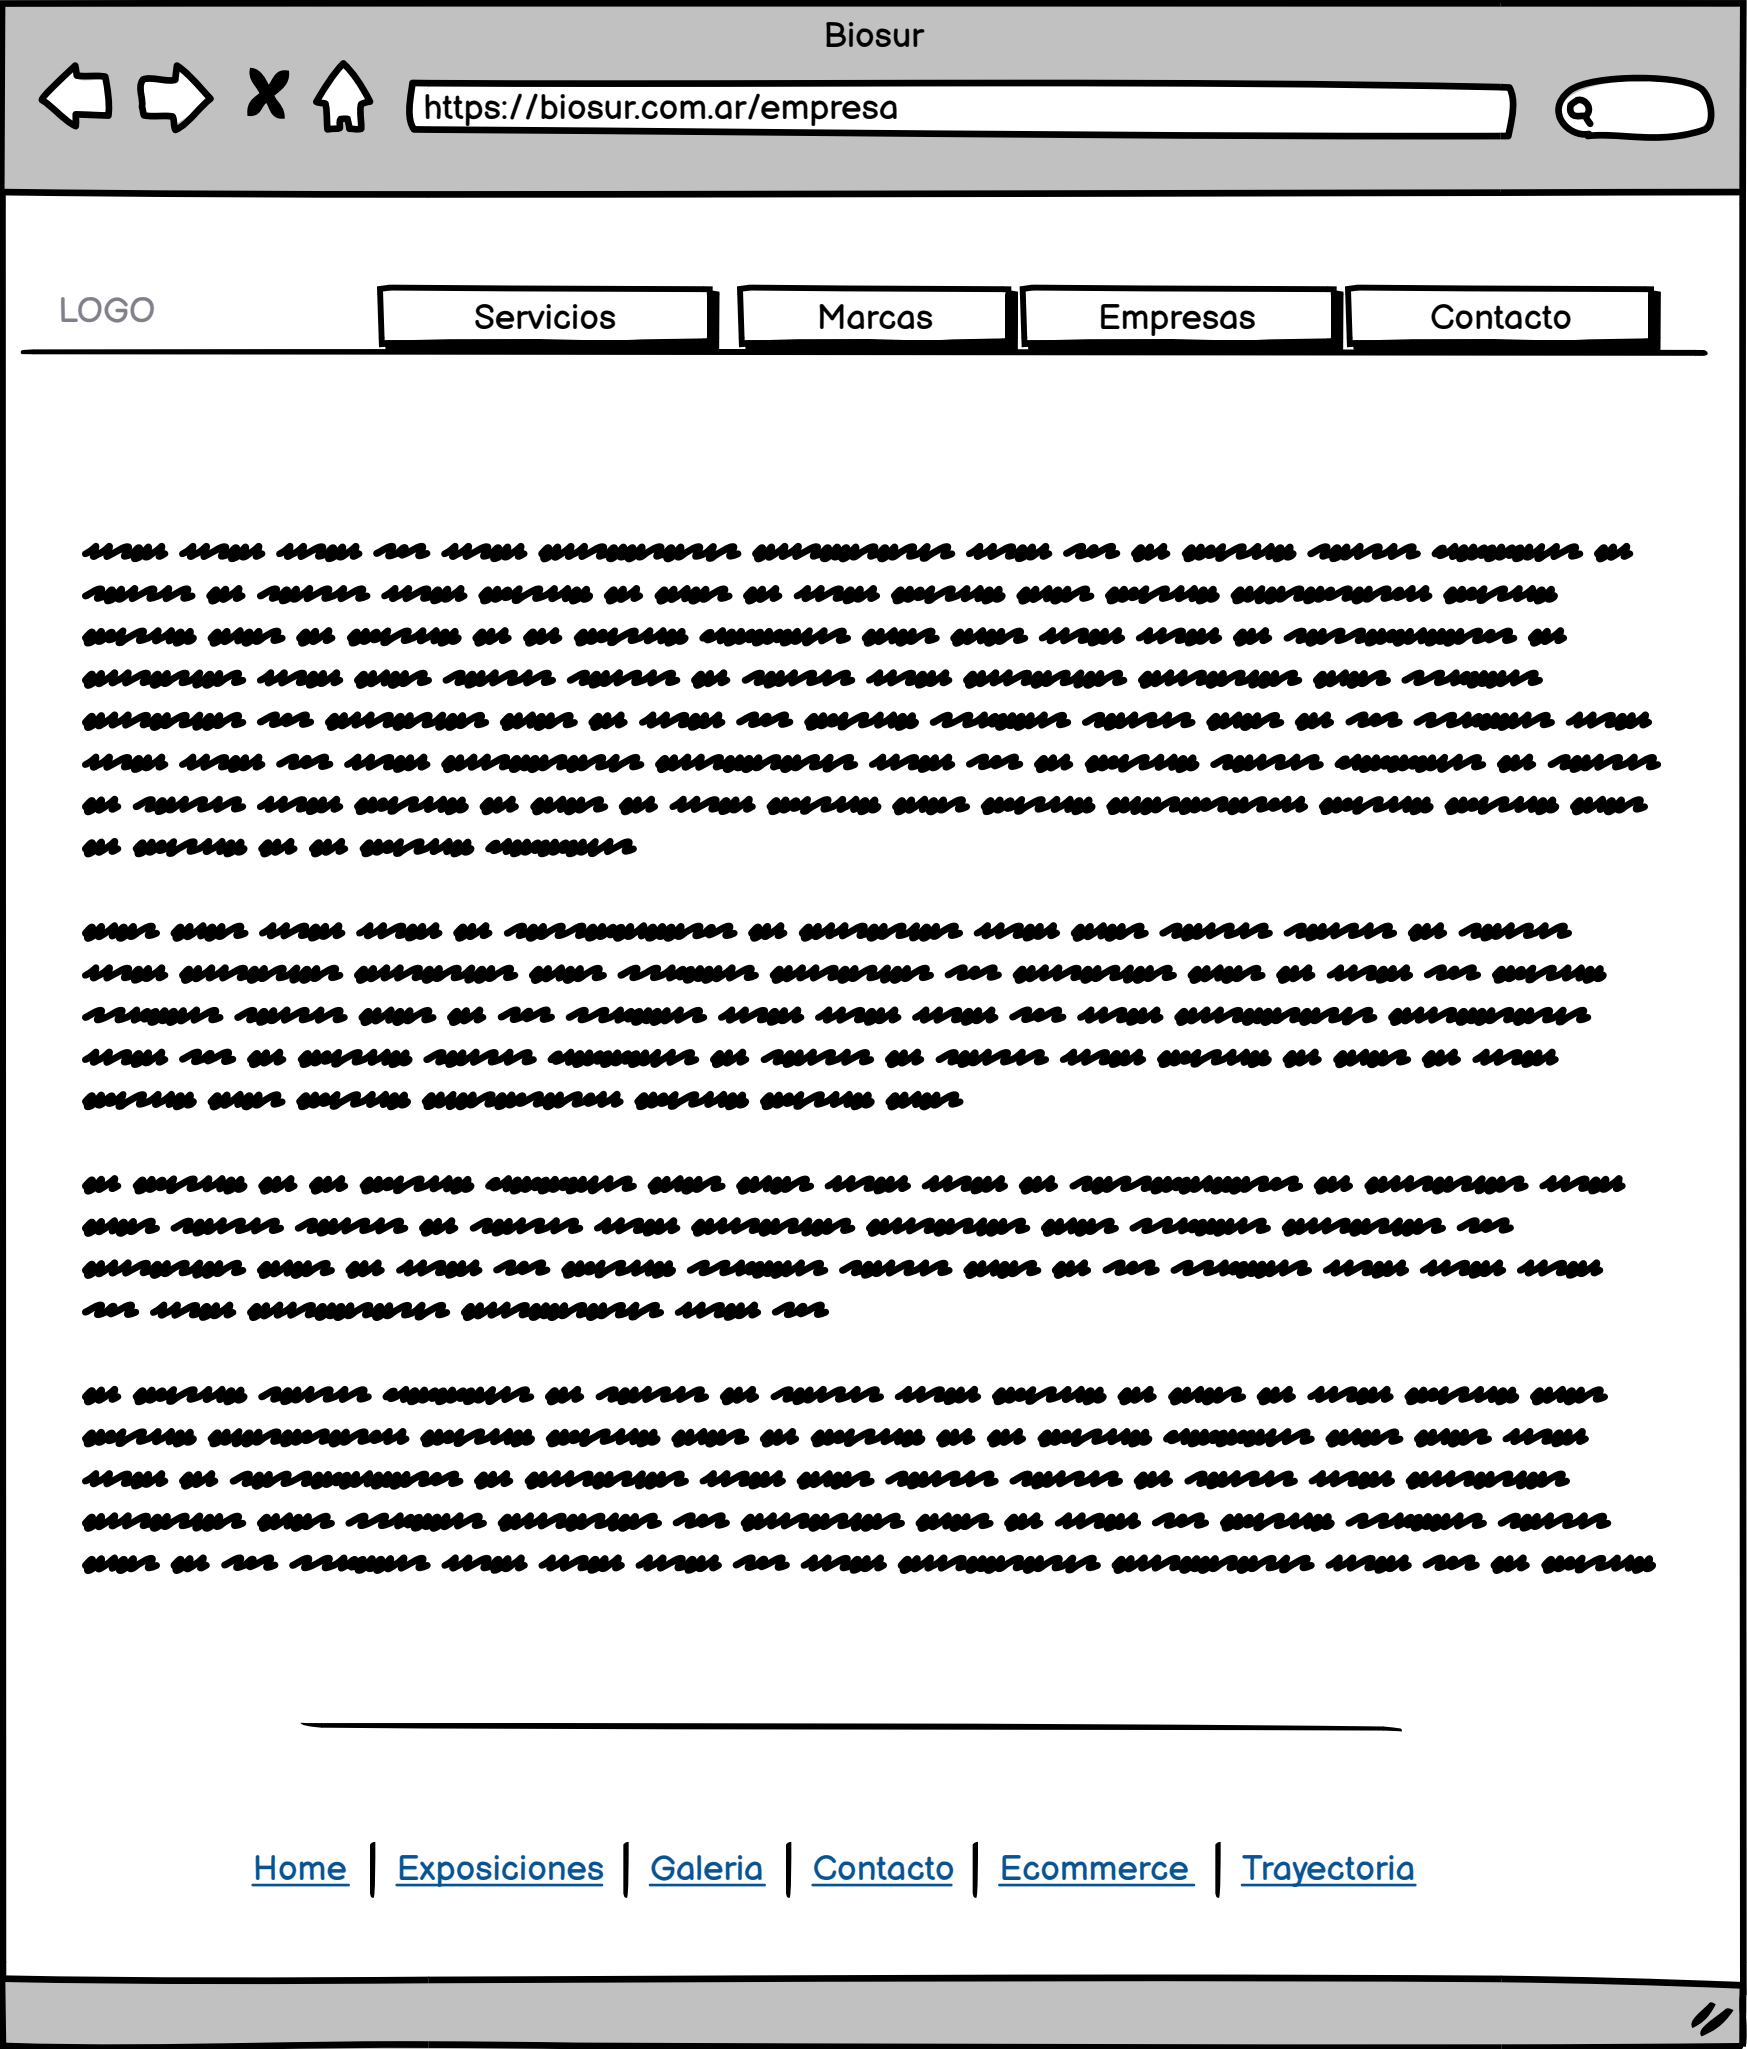 Biosur
https://biosur.com.ar/empresa
LOGO
Servicios Marcas Empresas Contacto
Home Exposiciones Galeria Contacto Ecommerce Trayectoria